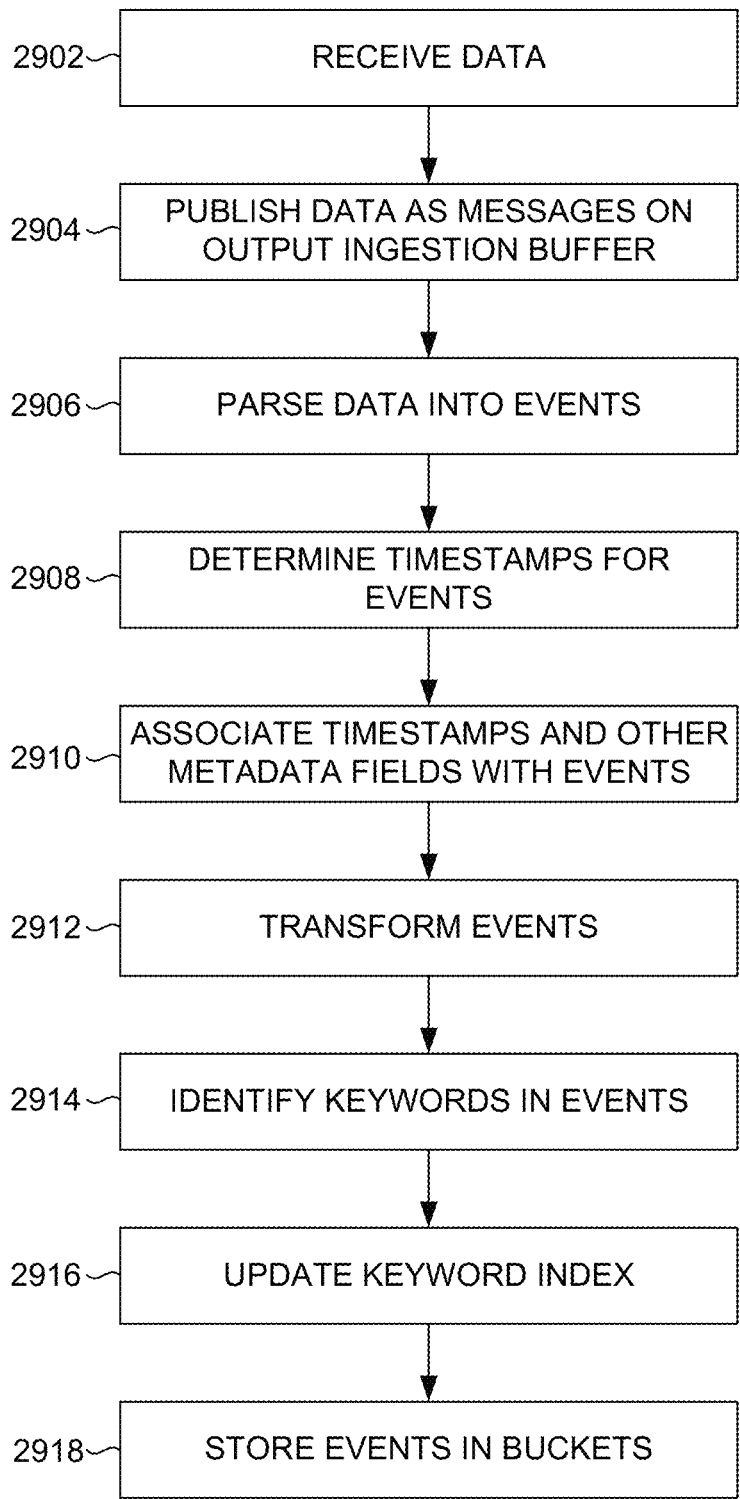 2902
RECEIVE DATA
2904
PUBLISH DATA AS MESSAGES ON
OUTPUT INGESTION BUFFER
2906
PARSE DATA INTO EVENTS
2908
DETERMINE TIMESTAMPS FOR
EVENTS
2910
ASSOCIATE TIMESTAMPS AND OTHER
METADATA FIELDS WITH EVENTS
2912
TRANSFORM EVENTS
2914
IDENTIFY KEYWORDS IN EVENTS
2916
UPDATE KEYWORD INDEX
2918
STORE EVENTS IN BUCKETS